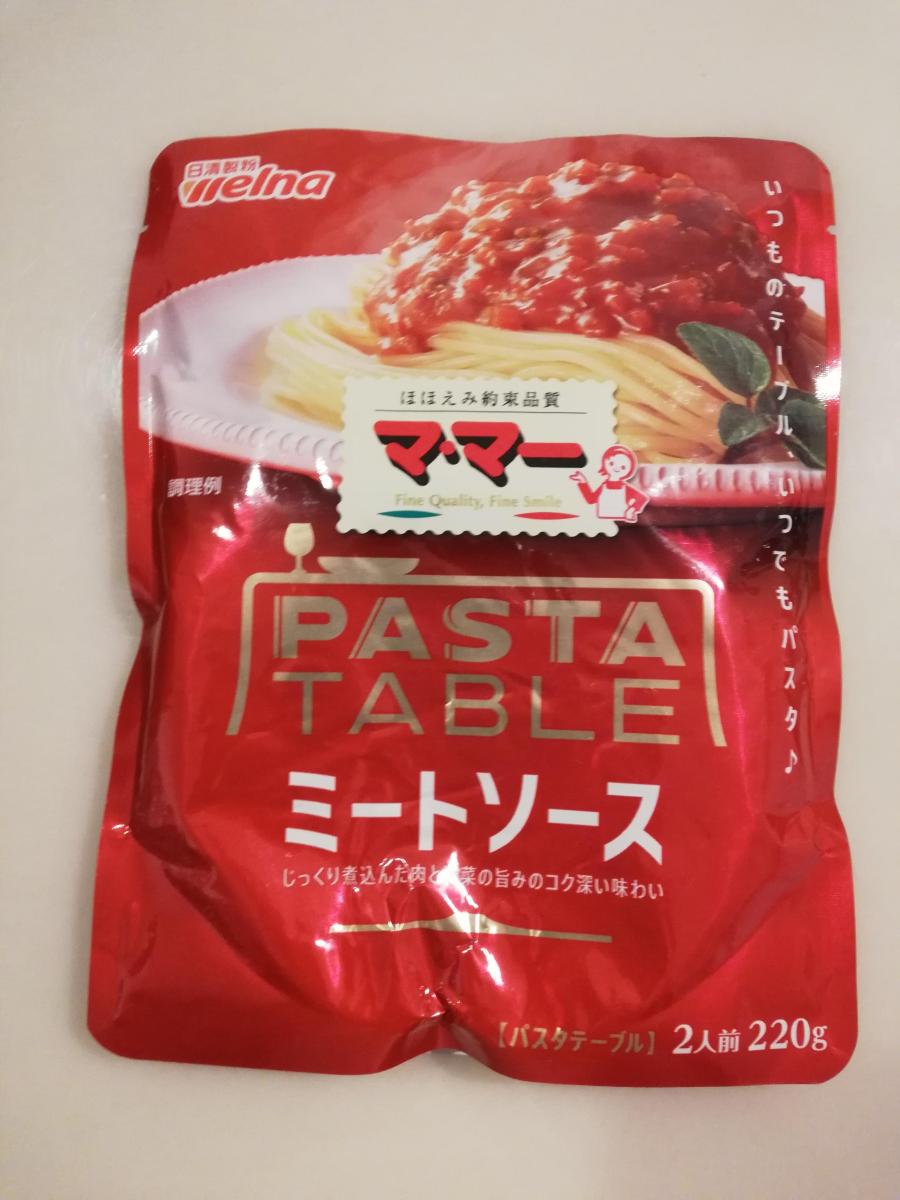 日清製粉
Welna
いつものテーブル、いつでもパスタ♪
ほほえみ約束品質
マ・マー
Fine Quality, Fine Smile
調理例
PASTA
TABLE
ミートソース
じっくり煮込んだ肉と野菜の旨みのコク深い味わい
【パスタテーブル】 2人前 220g